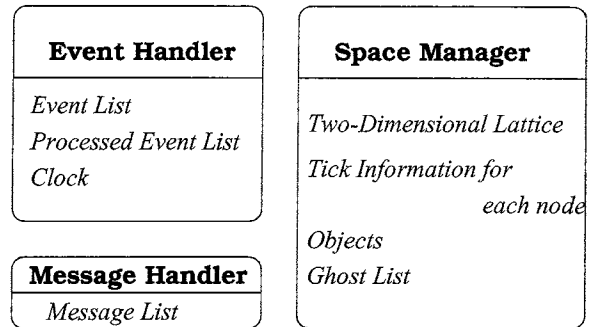 Event Handler
Event List
Processed Event List
Clock
Message Handler
Message List
Space Manager
Two-Dimensional Lattice
Tick Information for
each node
Objects
Ghost List